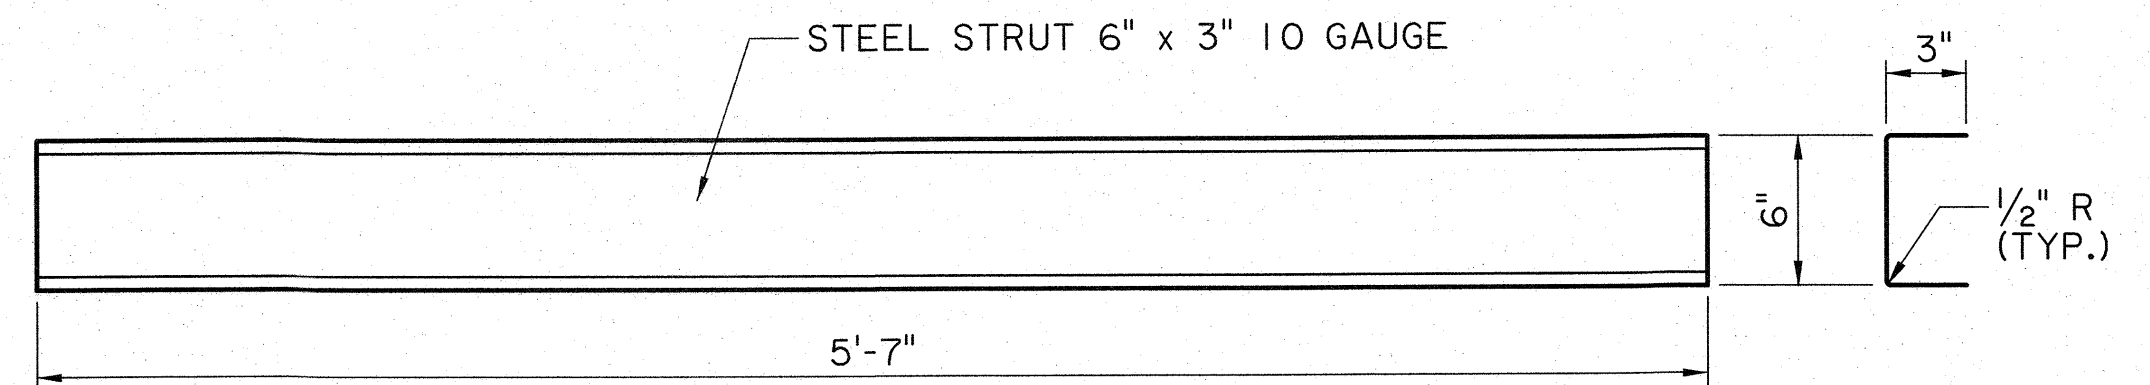 STEEL STRUT 6" x 3" 10 GAUGE
3"
6"
1/2" R
(TYP.)
5'-7"